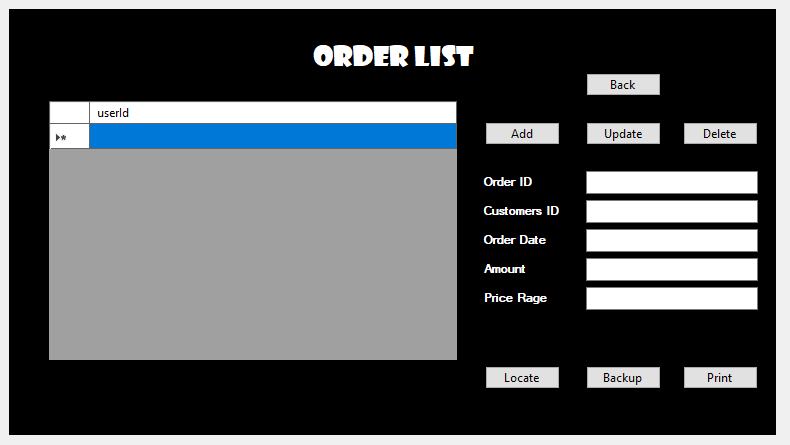 ORDER LIST
Back
userId
Add Update Delete
Order ID
Customers ID
Order Date
Amount
Price Rage
Locate Backup Print